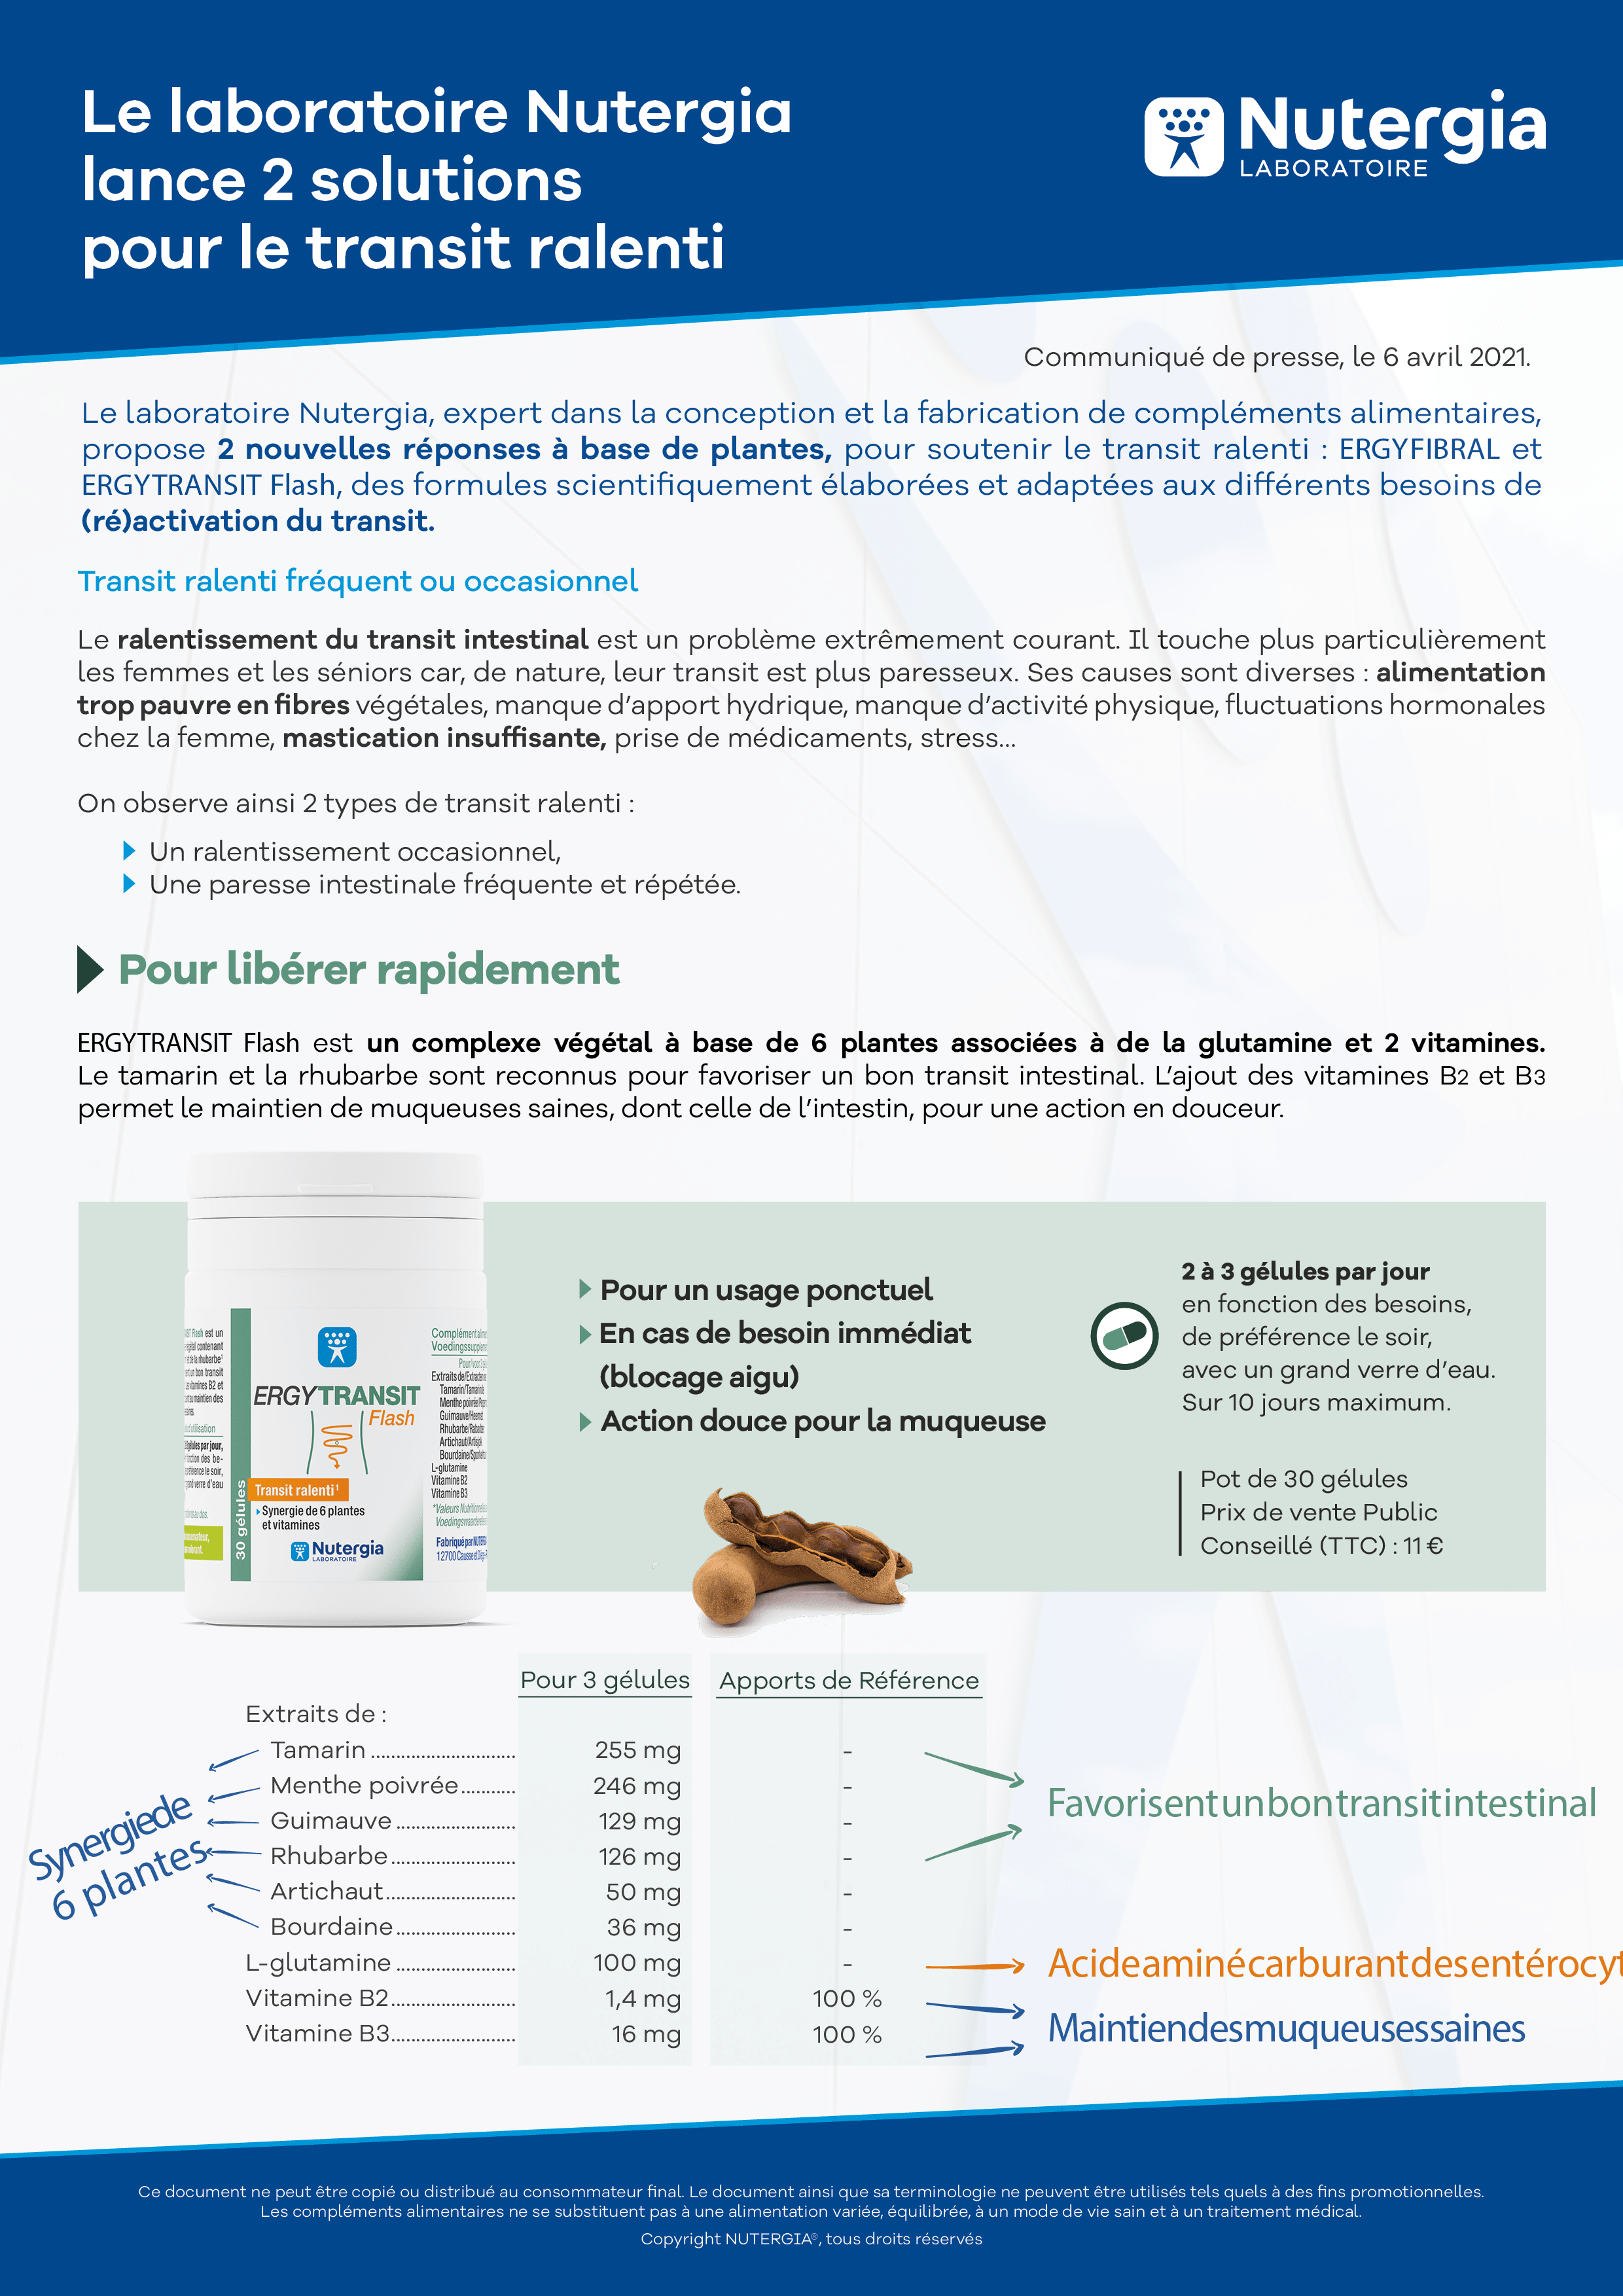 Le laboratoire Nutergia
lance 2 solutions
pour le transit ralenti
Nutergia
LABORATOIRE
Communiqué de presse, le 6 avril 2021.
Le laboratoire Nutergia, expert dans la conception et la fabrication de compléments alimentaires,
propose 2 nouvelles réponses à base de plantes, pour soutenir le transit ralenti : ERGYFIBRAL et
ERGYTRANSIT Flash, des formules scientifiquement élaborées et adaptées aux différents besoins de
(ré)activation du transit.
Transit ralenti fréquent ou occasionnel
Le ralentissement du transit intestinal est un problème extrêmement courant. Il touche plus particulièrement
les femmes et les séniors car, de nature, leur transit est plus paresseux. Ses causes sont diverses : alimentation
trop pauvre en fibres végétales, manque d'apport hydrique, manque d'activité physique, fluctuations hormonales
chez la femme, mastication insuffisante, prise de médicaments, stress...
On observe ainsi 2 types de transit ralenti :
Un ralentissement occasionnel,
Une paresse intestinale fréquente et répétée.
Pour libérer rapidement
ERGYTRANSIT Flash est un complexe végétal à base de 6 plantes associées à de la glutamine et 2 vitamines.
Le tamarin et la rhubarbe sont reconnus pour favoriser un bon transit intestinal. L'ajout des vitamines B2 et B3
permet le maintien de muqueuses saines, dont celle de l'intestin, pour une action en douceur.
ERGYTRANSIT
Flash
Transit ralenti¹
Synergie de 6 plantes
et vitamines
Nutergia
LABORATOIRE
30 gélules
Extraits de
L-glutamine
Vitamine B2
Vitamine B3
Pour un usage ponctuel
En cas de besoin immédiat
(blocage aigu)
Action douce pour la muqueuse
2 à 3 gélules par jour
en fonction des besoins,
de préférence le soir,
avec un grand verre d'eau.
Sur 10 jours maximum.
Pot de 30 gélules
Prix de vente Public
Conseillé (TTC) : 11 €
Pour 3 gélules Apports de Référence
Extraits de :
Tamarin 255 mg -
Menthe poivrée 246 mg -
Guimauve 129 mg -
Rhubarbe 126 mg -
Artichaut 50 mg -
Bourdaine 36 mg -
L-glutamine 100 mg -
Vitamine B2 1,4 mg 100 %
Vitamine B3 16 mg 100 %
Synergiede
6 plantes
Favorisentunbontransitintestinal
Acideaminécarburantdesentérocyt
Maintiendesmuqueusessaines
Ce document ne peut être copié ou distribué au consommateur final. Le document ainsi que sa terminologie ne peuvent être utilisés tels quels à des fins promotionnelles.
Les compléments alimentaires ne se substituent pas à une alimentation variée, équilibrée, à un mode de vie sain et à un traitement médical.
Copyright NUTERGIA®, tous droits réservés